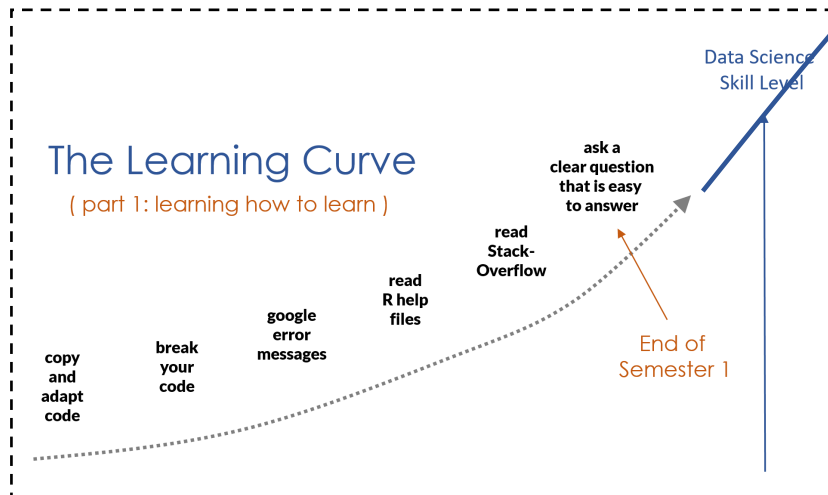 Data Science
Skill Level
The Learning Curve
( part 1: learning how to learn )
copy
and
adapt
code
break
your
code
google
error
messages
read
R help
files
read
Stack-
Overflow
ask a
clear question
that is easy
to answer
End of
Semester 1